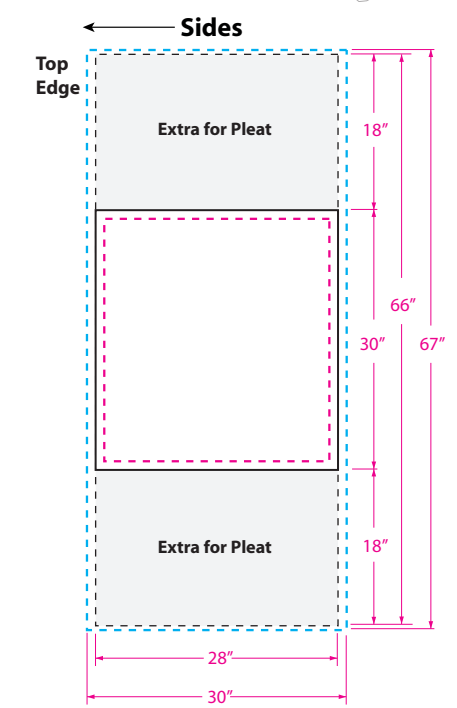 Sides
Top
Edge
Extra for Pleat
18”
66”
30”
67”
Extra for Pleat
18”
28”
30”